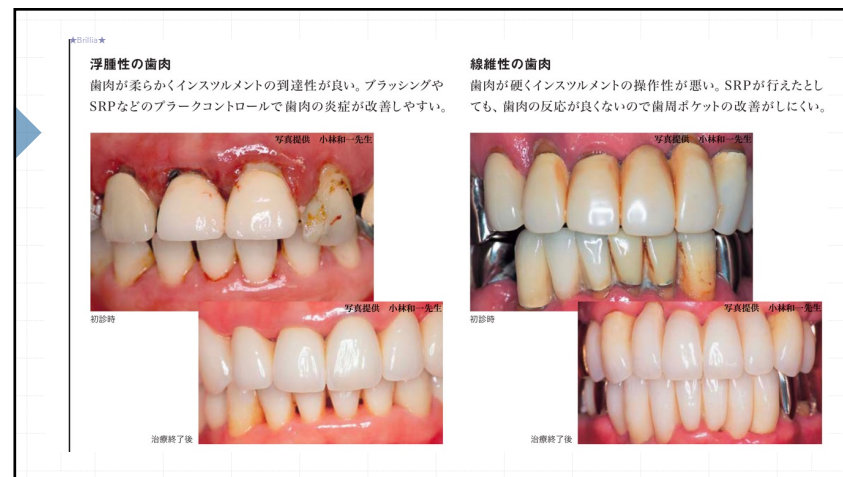 ★Brillia★
浮腫性の歯肉
歯肉が柔らかくインスツルメントの到達性が良い。ブラッシングや
SRPなどのプラークコントロールで歯肉の炎症が改善しやすい。
写真提供 小林和一先生
初診時
写真提供 小林和一先生
治療終了後
線維性の歯肉
歯肉が硬くインスツルメントの操作性が悪い。SRPが行えたとし
ても、歯肉の反応が良くないので歯周ポケットの改善がしにくい。
写真提供 小林和一先生
初診時
写真提供 小林和一先生
治療終了後